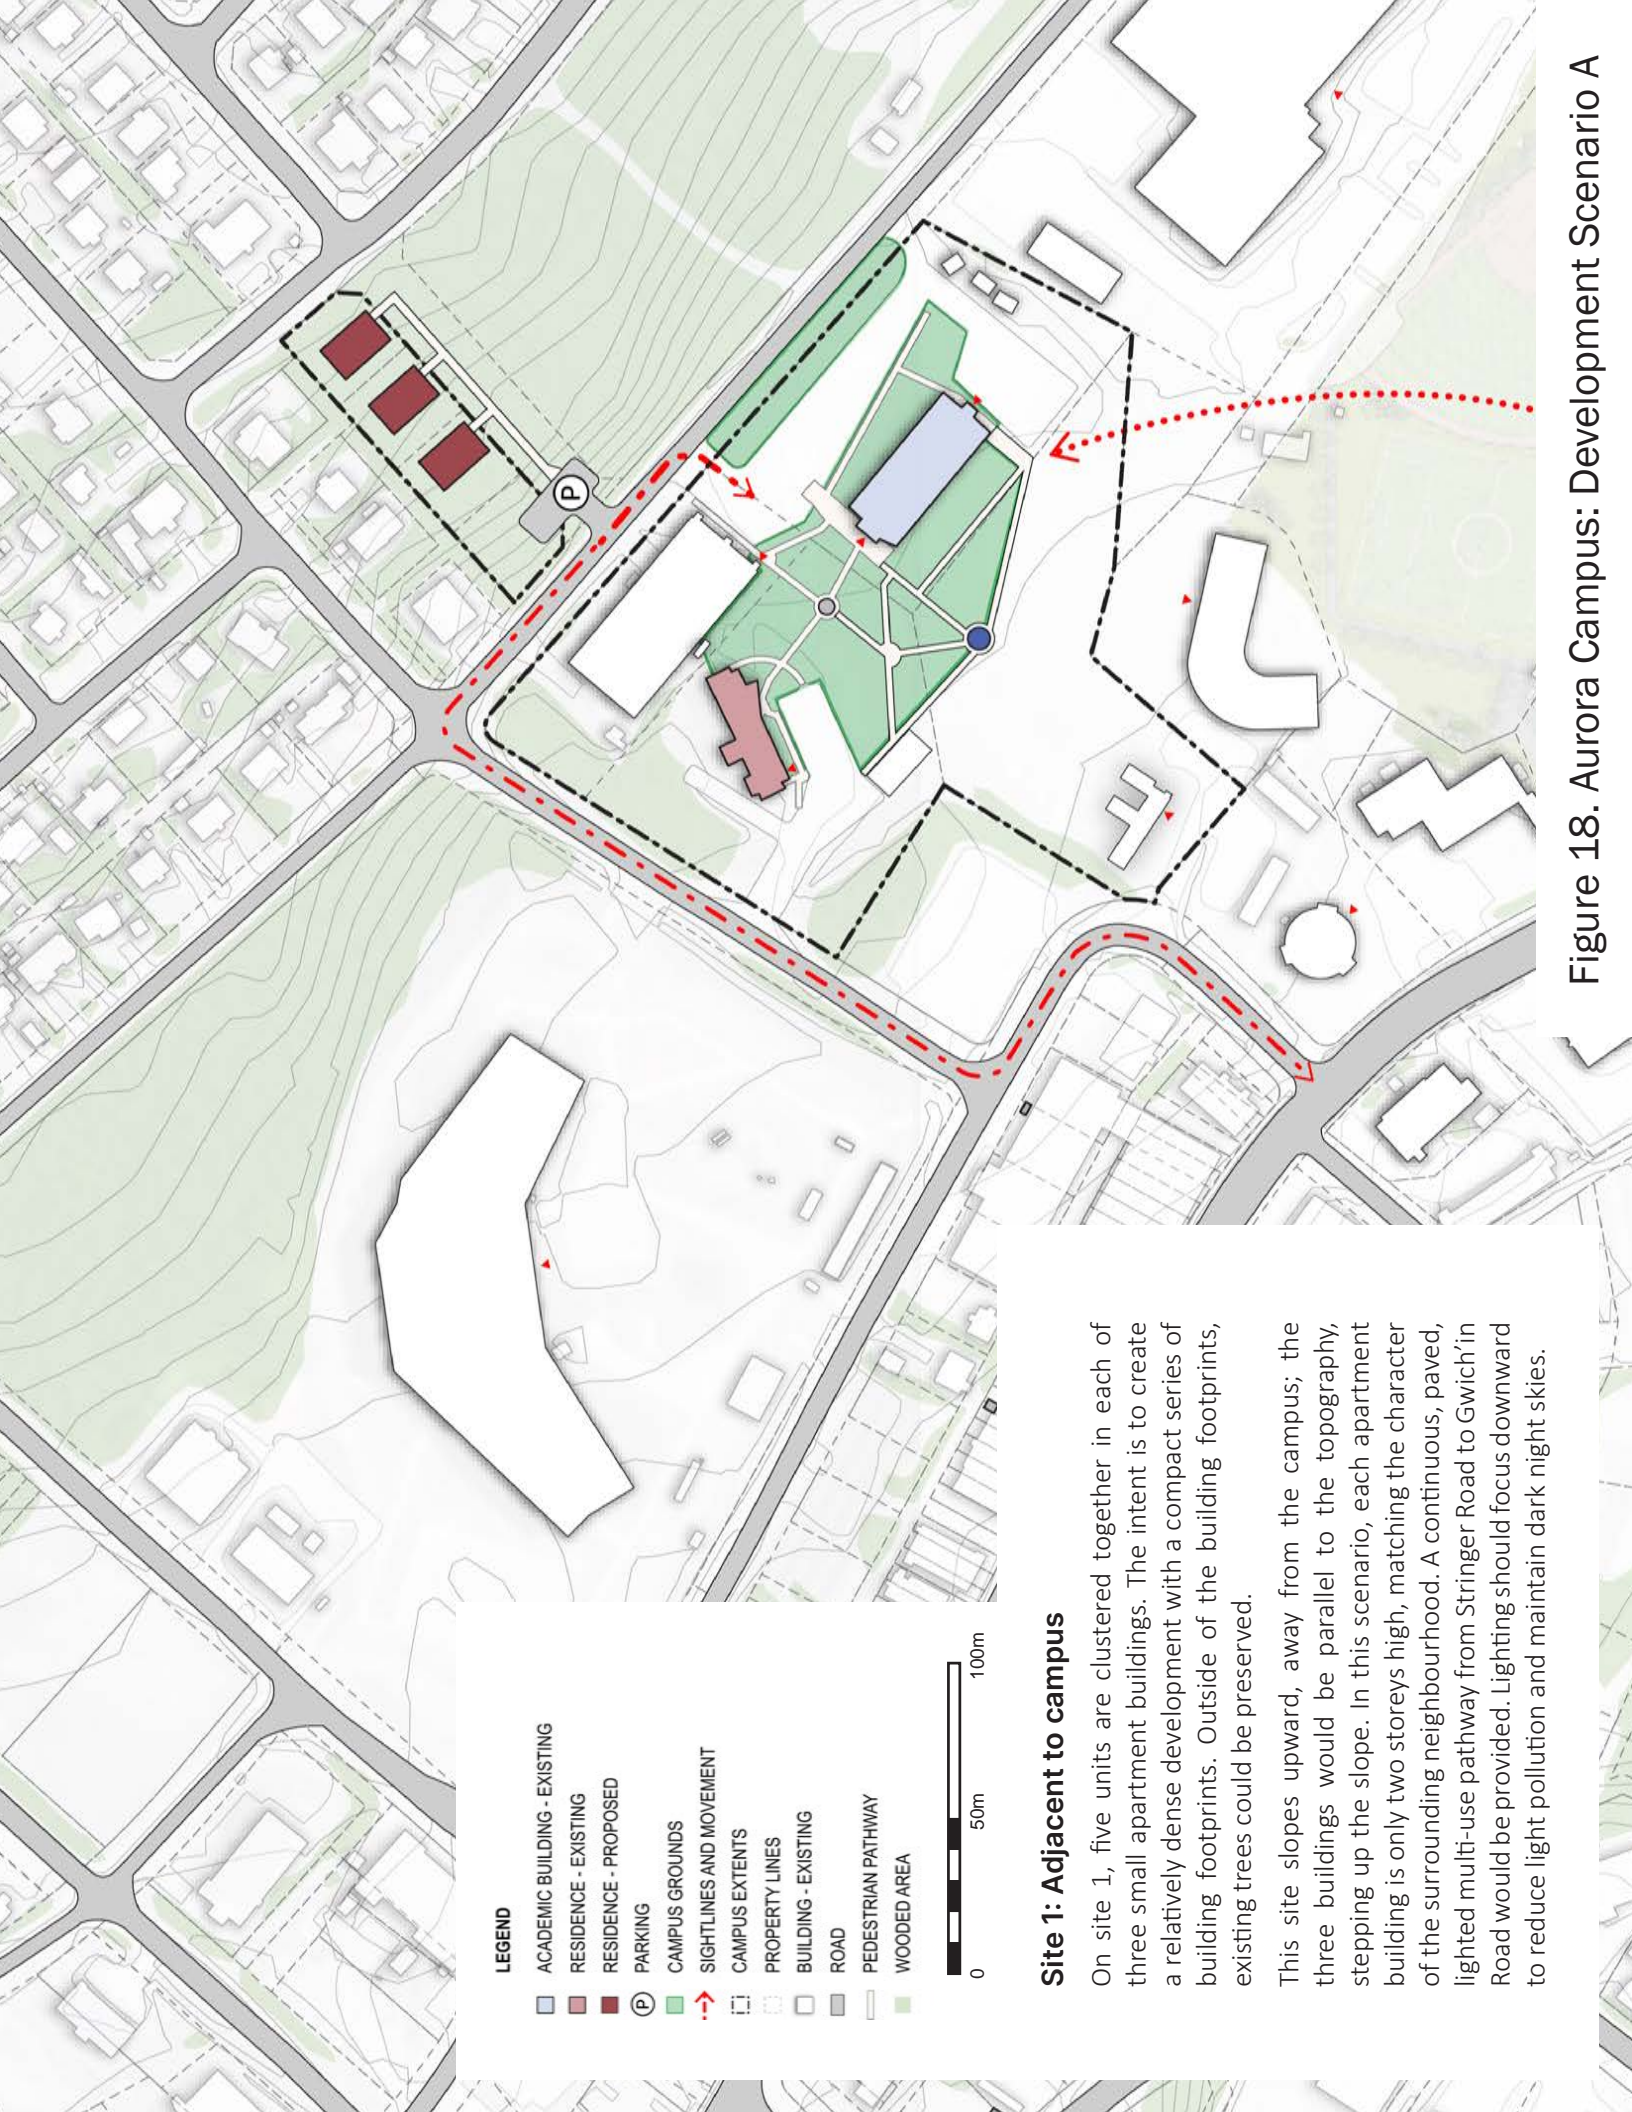 LEGEND
ACADEMIC BUILDING - EXISTING
RESIDENCE - EXISTING
RESIDENCE - PROPOSED
PARKING
CAMPUS GROUNDS
SIGHTLINES AND MOVEMENT
CAMPUS EXTENTS
PROPERTY LINES
BUILDING - EXISTING
ROAD
PEDESTRIAN PATHWAY
WOODED AREA
P
0 50m 100m
Site 1: Adjacent to campus
On site 1, five units are clustered together in each of
three small apartment buildings. The intent is to create
a relatively dense development with a compact series of
building footprints. Outside of the building footprints,
existing trees could be preserved.
This site slopes upward, away from the campus; the
three buildings would be parallel to the topography,
stepping up the slope. In this scenario, each apartment
building is only two storeys high, matching the character
of the surrounding neighbourhood. A continuous, paved,
lighted multi-use pathway from Stringer Road to Gwich’in
Road would be provided. Lighting should focus downward
to reduce light pollution and maintain dark night skies.
P
Figure 18. Aurora Campus: Development Scenario A